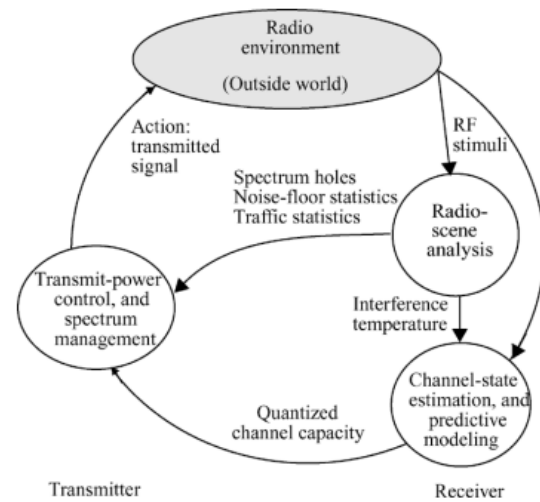 Radio
environment
(Outside world)
Action:
transmitted
signal
RF
stimuli
Spectrum holes
Noise-floor statistics
Traffic statistics
Radio-
scene
analysis
Transmit-power
control, and
spectrum
management
Interference
temperature
Channel-state
estimation, and
predictive
modeling
Quantized
channel capacity
Transmitter
Receiver